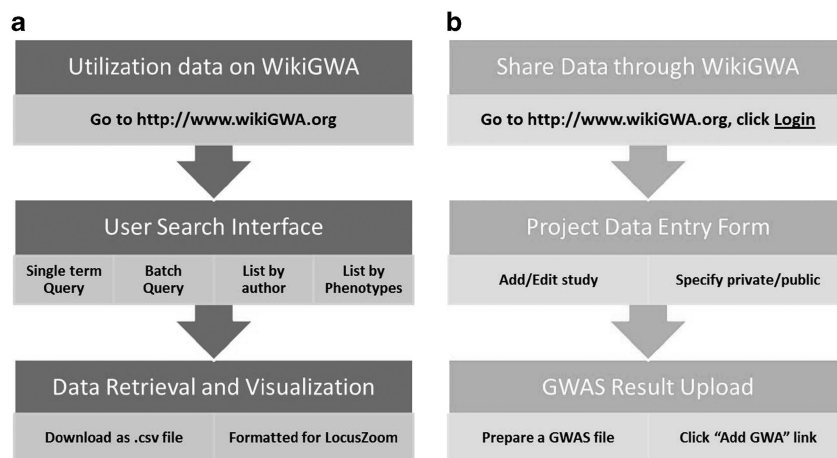 a
Utilization data on WikiGWA
Go to http://www.wikiGWA.org
User Search Interface
Single term Query
Batch Query
List by author
List by Phenotypes
Data Retrieval and Visualization
Download as .csv file
Formatted for LocusZoom
b
Share Data through WikiGWA
Go to http://www.wikiGWA.org, click Login
Project Data Entry Form
Add/Edit study
Specify private/public
GWAS Result Upload
Prepare a GWAS file
Click “Add GWA” link